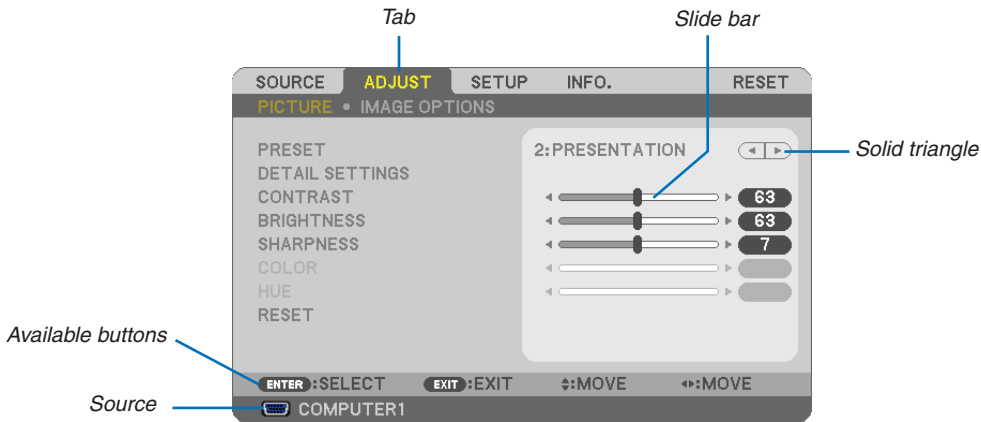 Tab
Slide bar
SOURCE ADJUST SETUP INFO. RESET
PICTURE • IMAGE OPTIONS
PRESET 2:PRESENTATION
Solid triangle
DETAIL SETTINGS
CONTRAST 63
BRIGHTNESS 63
SHARPNESS 7
COLOR
HUE
RESET
Available buttons
ENTER:SELECT EXIT:EXIT :MOVE :MOVE
Source
COMPUTER1